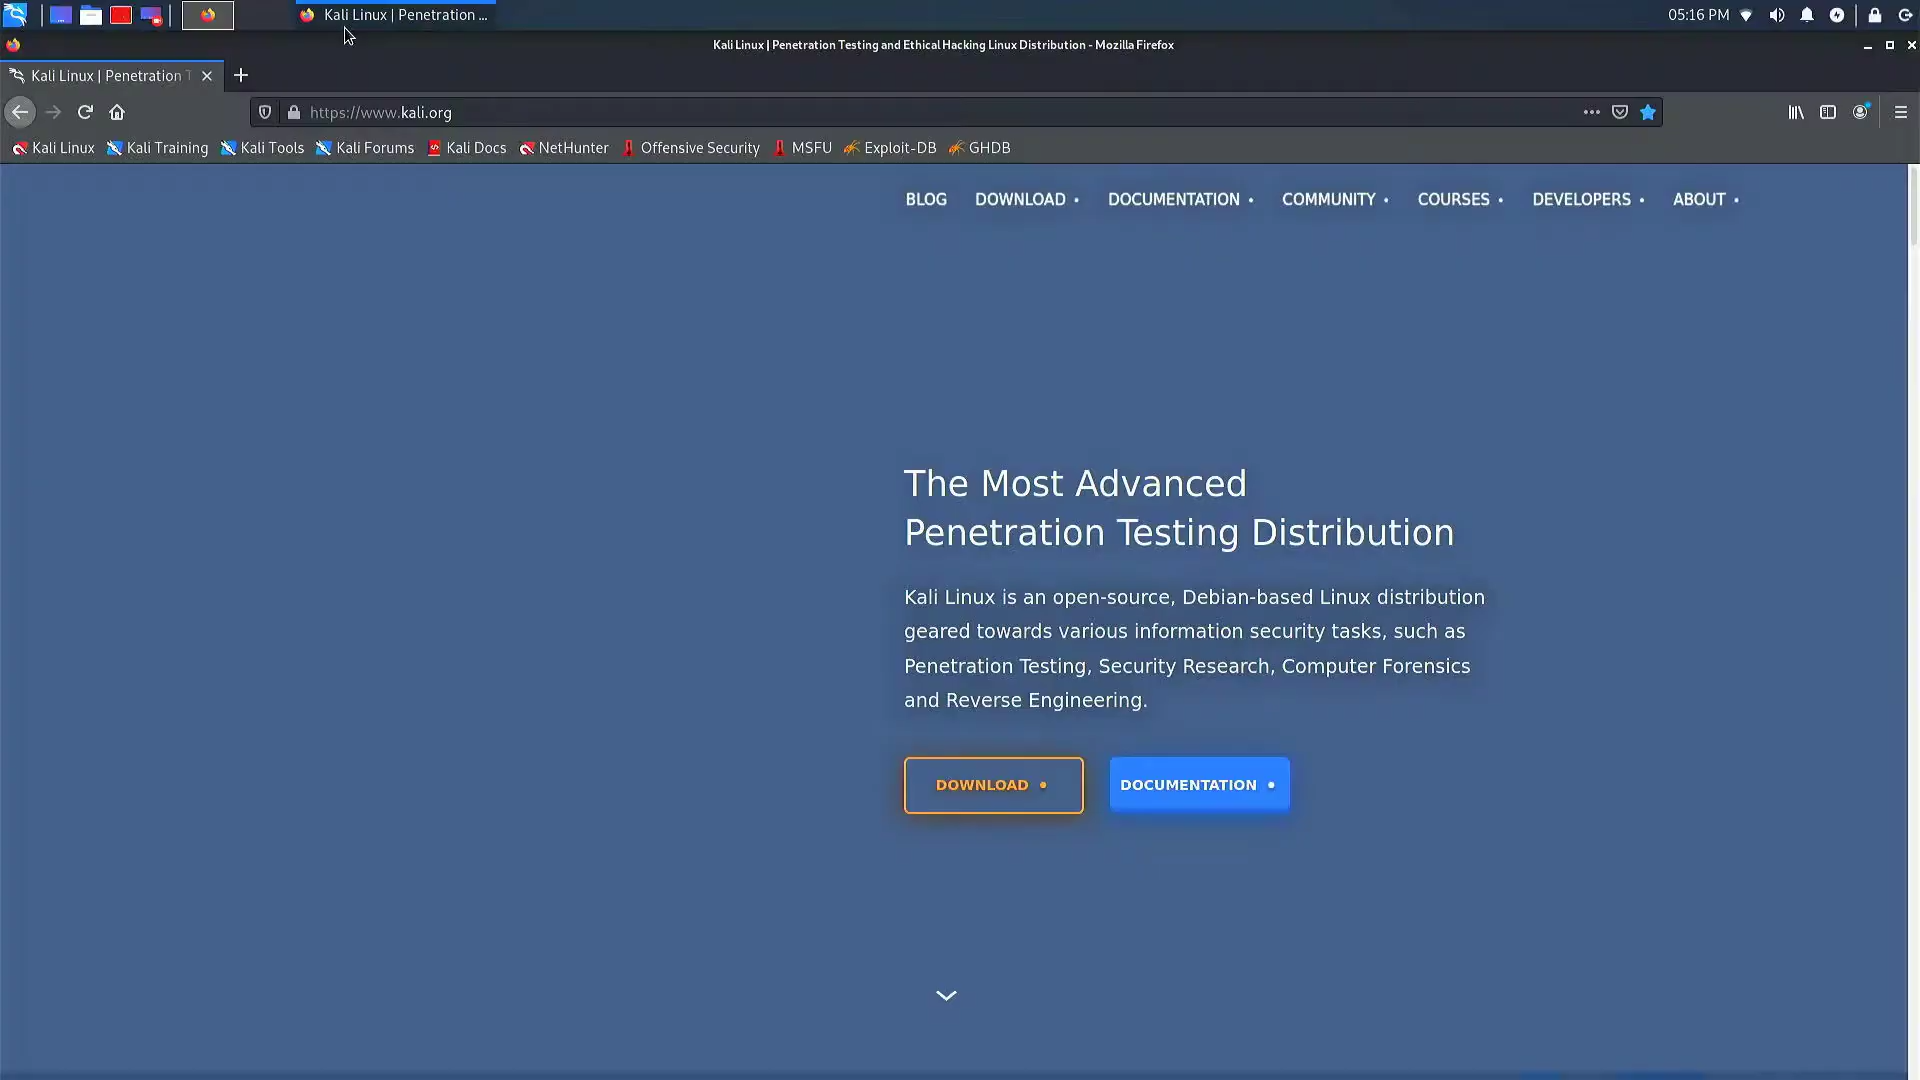 Kali Linux | Penetration ...
05:16 PM
Kali Linux | Penetration Testing and Ethical Hacking Linux Distribution - Mozilla Firefox
Kali Linux | Penetration T
https://www.kali.org
Kali Linux Kali Training Kali Tools Kali Forums Kali Docs NetHunter Offensive Security MSFU Exploit-DB GHDB
BLOG DOWNLOAD • DOCUMENTATION • COMMUNITY • COURSES • DEVELOPERS • ABOUT •
The Most Advanced
Penetration Testing Distribution
Kali Linux is an open-source, Debian-based Linux distribution
geared towards various information security tasks, such as
Penetration Testing, Security Research, Computer Forensics
and Reverse Engineering.
DOWNLOAD • DOCUMENTATION •